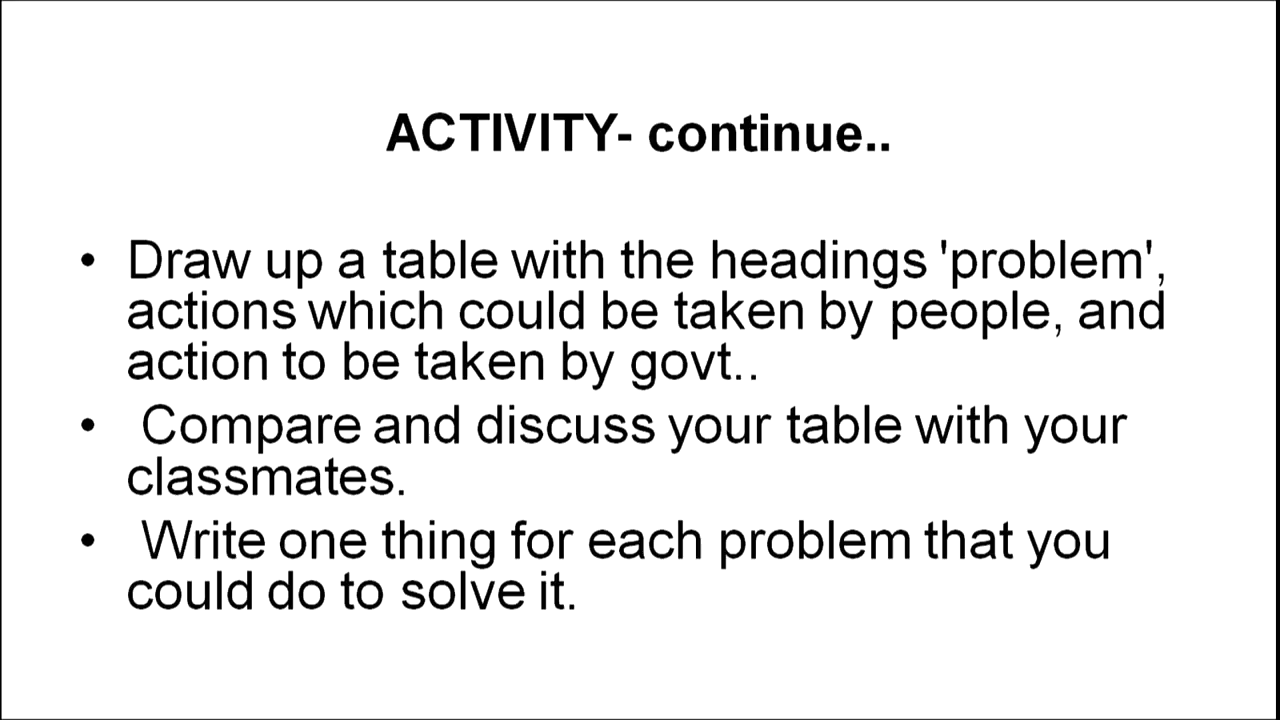 ACTIVITY- continue..
• Draw up a table with the headings 'problem',
actions which could be taken by people, and
action to be taken by govt..
• Compare and discuss your table with your
classmates.
• Write one thing for each problem that you
could do to solve it.